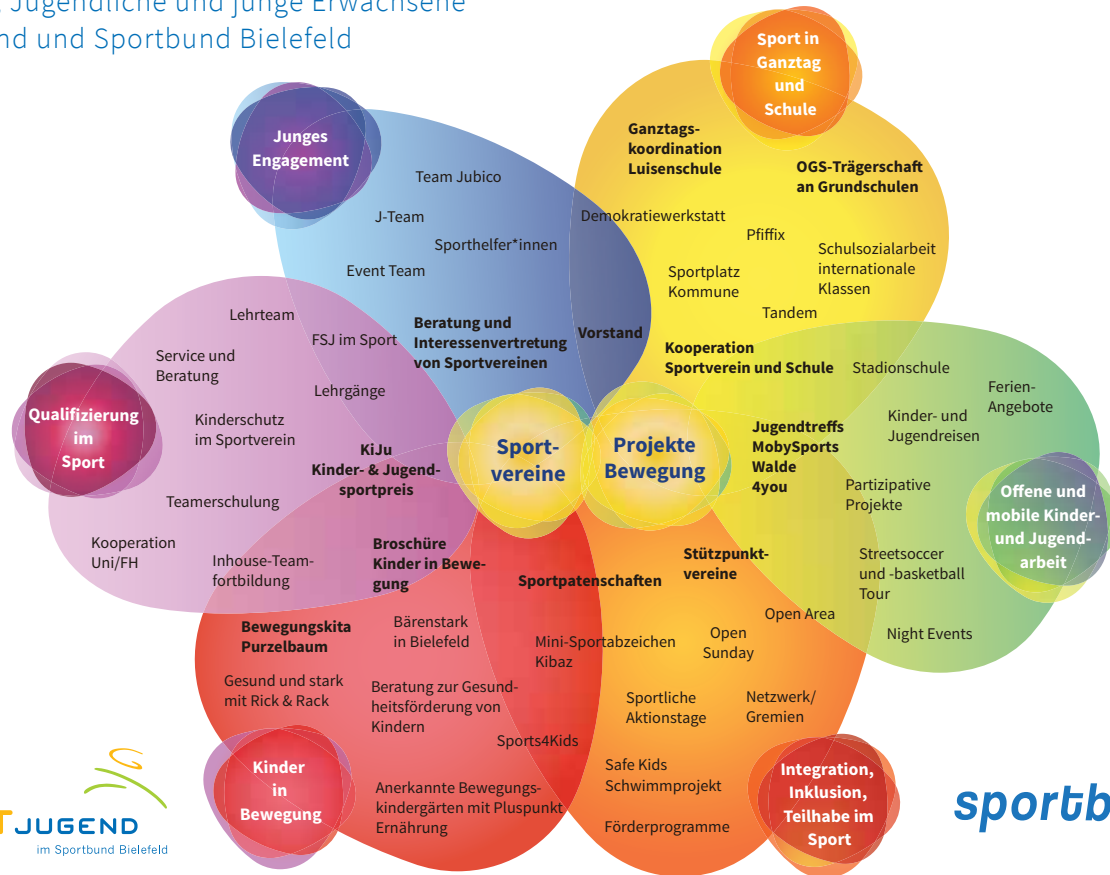 Jugendliche und junge Erwachsene
und Sportbund Bielefeld
Sport in
Ganztag
und
Schule
Junges
Engagement
Team Jubico
J-Team
Sporthelfer*innen
Event Team
Beratung und
Interessenvertretung
von Sportvereinen
Vorstand
Ganztags-
koordination
Luisenschule
OGS-Trägerschaft
an Grundschulen
Demokratiewerkstatt
Pfiffix
Schulsozialarbeit
internationale
Klassen
Sportplatz
Kommune
Tandem
Kooperation
Sportverein und Schule
Lehrteam
FSJ im Sport
Service und
Beratung
Lehrgänge
Qualifizierung
im
Sport
Kinderschutz
im Sportverein
KiJu
Kinder- & Jugend-
sportpreis
Teamerschulung
Kooperation
Uni/FH
Inhouse-Team-
fortbildung
Broschüre
Kinder in Bewe-
gung
Sport-
vereine
Projekte
Bewegung
Stadionschule
Ferien-
Angebote
Kinder- und
Jugendreisen
Jugendtreffs
MobySports
Walde
4you
Partizipative
Projekte
Offene und
mobile Kinder-
und Jugend-
arbeit
Streetsoccer
und -basketball
Tour
Night Events
Open Area
Stützpunkt-
vereine
Sportpatenschaften
Open
Sunday
Mini-Sportabzeichen
Kibaz
Sportliche
Aktionstage
Netzwerk/
Gremien
Safe Kids
Schwimmprojekt
Förderprogramme
Integration,
Inklusion,
Teilhabe im
Sport
Bewegungskita
Purzelbaum
Bärenstark
in Bielefeld
Gesund und stark
mit Rick & Rack
Beratung zur Gesund-
heitsförderung von
Kindern
Sports4Kids
Kinder
in
Bewegung
Anerkannte Bewegungs-
kindergärten mit Pluspunkt
Ernährung
TJUGEND
im Sportbund Bielefeld
sportb